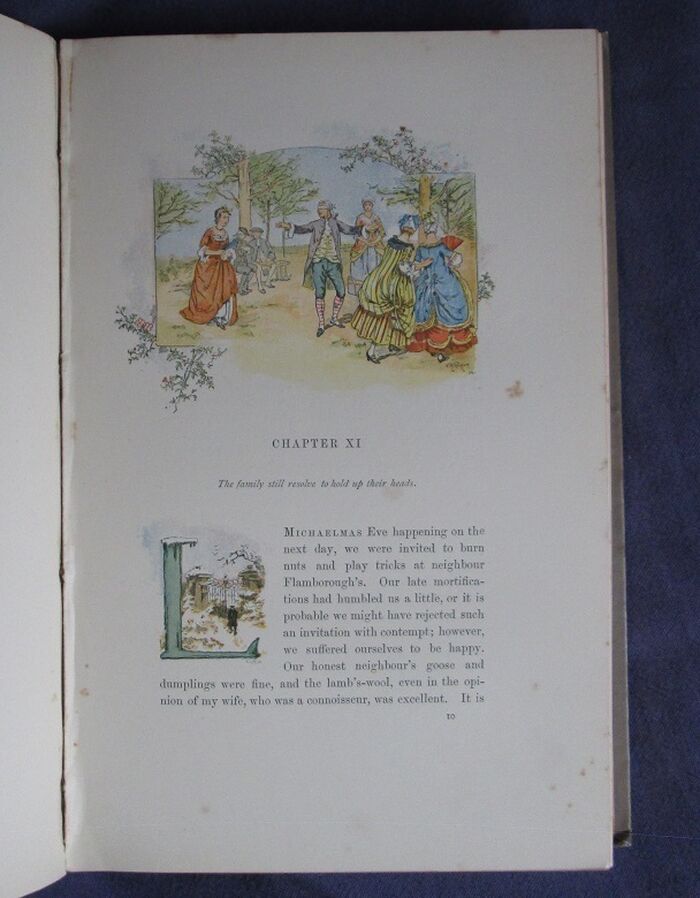 CHAPTER XI
The family still resolve to hold up their heads.
L
MICHAELMAS Eve happening on the
next day, we were invited to burn
nuts and play tricks at neighbour
Flamborough's. Our late mortifica-
tions had humbled us a little, or it is
probable we might have rejected such
an invitation with contempt; however,
we suffered ourselves to be happy.
Our honest neighbour's goose and
dumplings were fine, and the lamb's-wool, even in the opi-
nion of my wife, who was a connoisseur, was excellent. It is
10